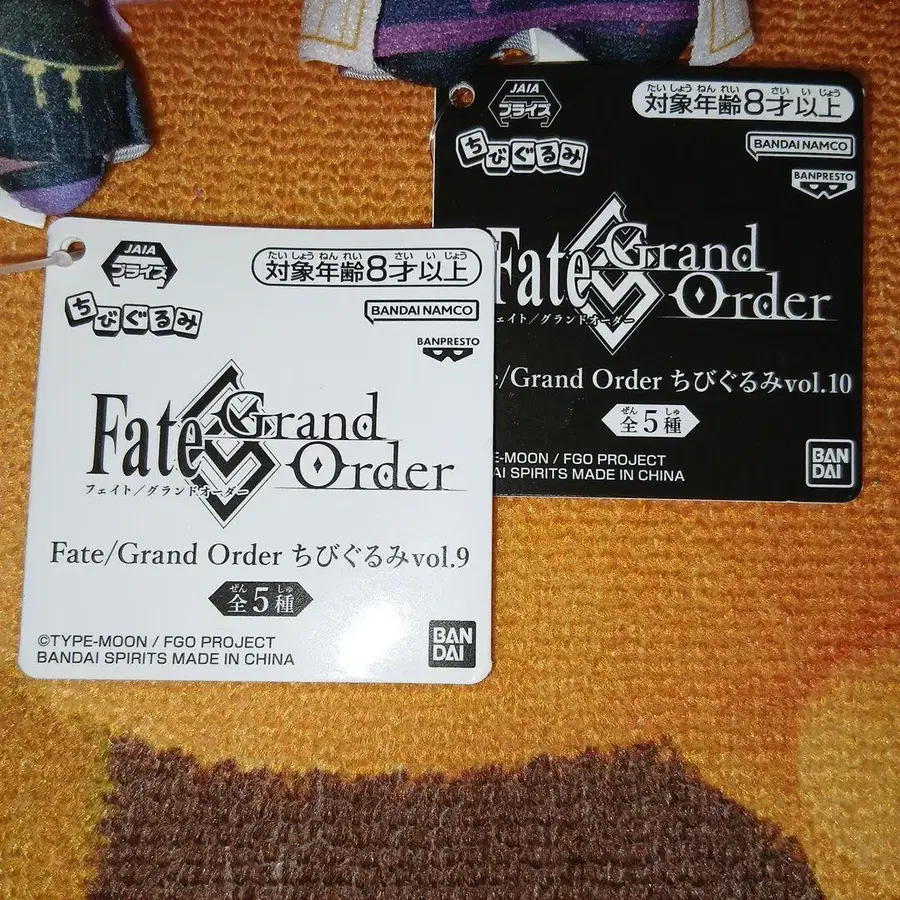 JAIA
プライズ
たいしょうねんれい さいいじょう
対象年齢8才以上
ちびぐるみ
BANDAI NAMCO
BANPRESTO
Fate
Grand
Order
フェイト/グランドオーダー
Fate/Grand Order ちびぐるみvol.9
ぜん しゅ
全5種
©TYPE-MOON / FGO PROJECT
BANDAI SPIRITS MADE IN CHINA
BAN
DAI
JAIA
プライズ
たいしょうねんれい さいいじょう
対象年齢8才以上
ちびぐるみ
BANDAI NAMCO
BANPRESTO
Fate
Grand
Order
ェイト/グランドオーダー
e/Grand Order ちびぐるみvol.10
ぜん しゅ
全5種
E-MOON / FGO PROJECT
AI SPIRITS MADE IN CHINA
BAN
DAI